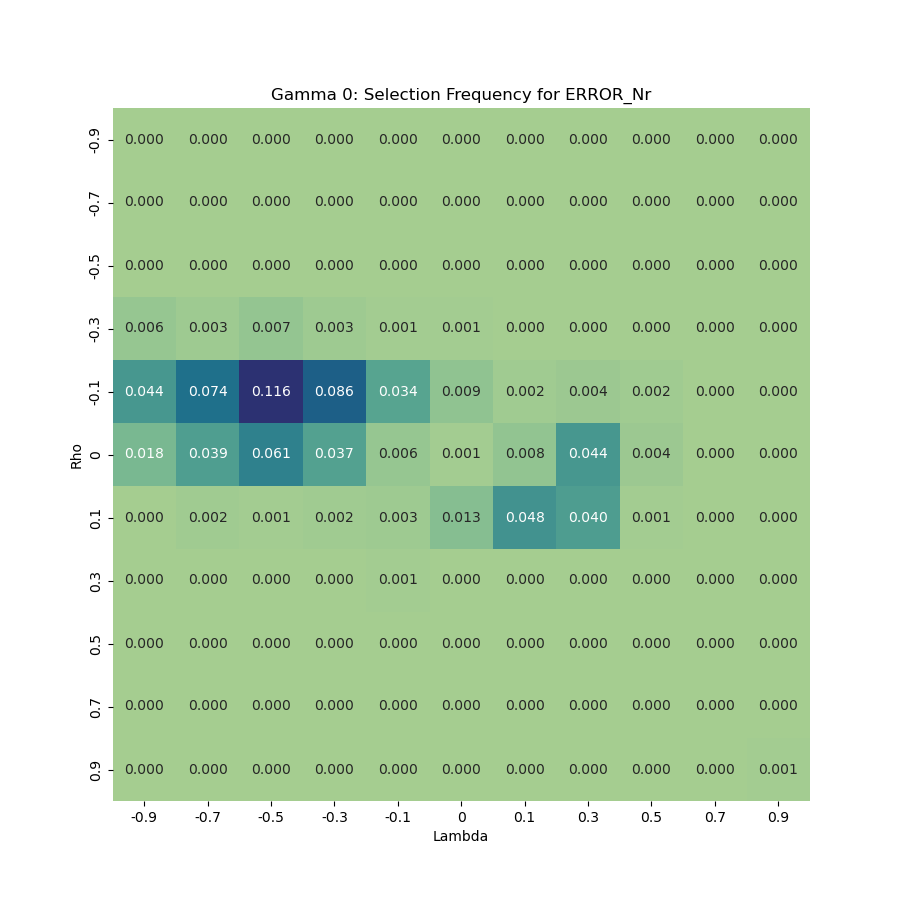 Gamma 0: Selection Frequency for ERROR_Nr
-0.9 0.000 0.000 0.000 0.000 0.000 0.000 0.000 0.000 0.000 0.000 0.000
-0.7 0.000 0.000 0.000 0.000 0.000 0.000 0.000 0.000 0.000 0.000 0.000
-0.5 0.000 0.000 0.000 0.000 0.000 0.000 0.000 0.000 0.000 0.000 0.000
-0.3 0.006 0.003 0.007 0.003 0.001 0.001 0.000 0.000 0.000 0.000 0.000
-0.1 0.044 0.074 0.116 0.086 0.034 0.009 0.002 0.004 0.002 0.000 0.000
Rho
0 0.018 0.039 0.061 0.037 0.006 0.001 0.008 0.044 0.004 0.000 0.000
0.1 0.000 0.002 0.001 0.002 0.003 0.013 0.048 0.040 0.001 0.000 0.000
0.3 0.000 0.000 0.000 0.000 0.001 0.000 0.000 0.000 0.000 0.000 0.000
0.5 0.000 0.000 0.000 0.000 0.000 0.000 0.000 0.000 0.000 0.000 0.000
0.7 0.000 0.000 0.000 0.000 0.000 0.000 0.000 0.000 0.000 0.000 0.000
0.9 0.000 0.000 0.000 0.000 0.000 0.000 0.000 0.000 0.000 0.000 0.001
-0.9 -0.7 -0.5 -0.3 -0.1 0 0.1 0.3 0.5 0.7 0.9
Lambda